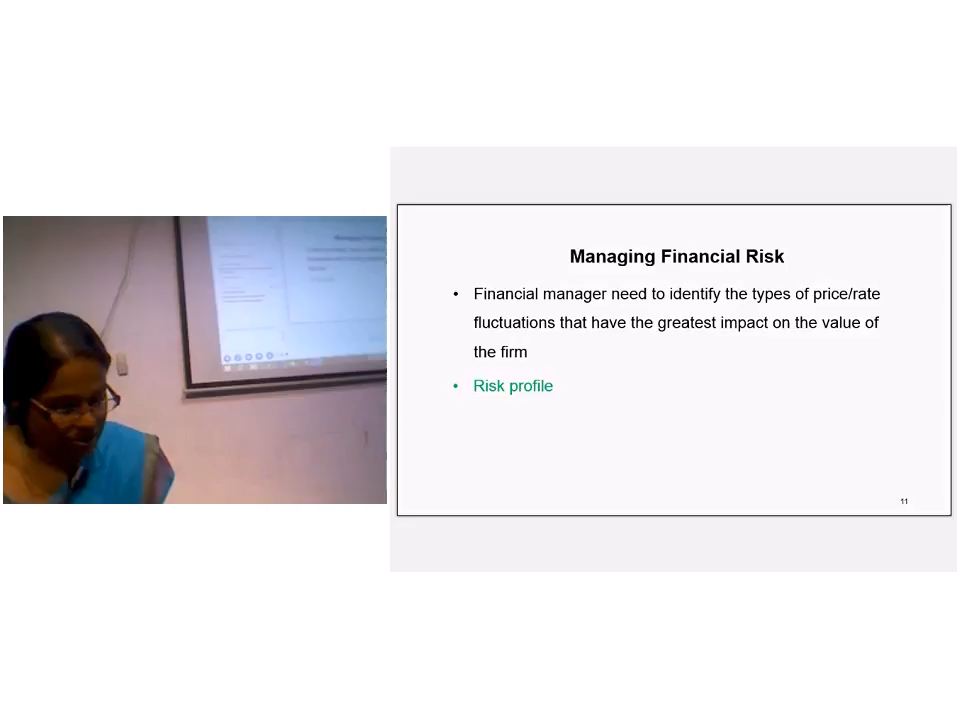 Managing Financial Risk
• Financial manager need to identify the types of price/rate
fluctuations that have the greatest impact on the value of
the firm
• Risk profile
11